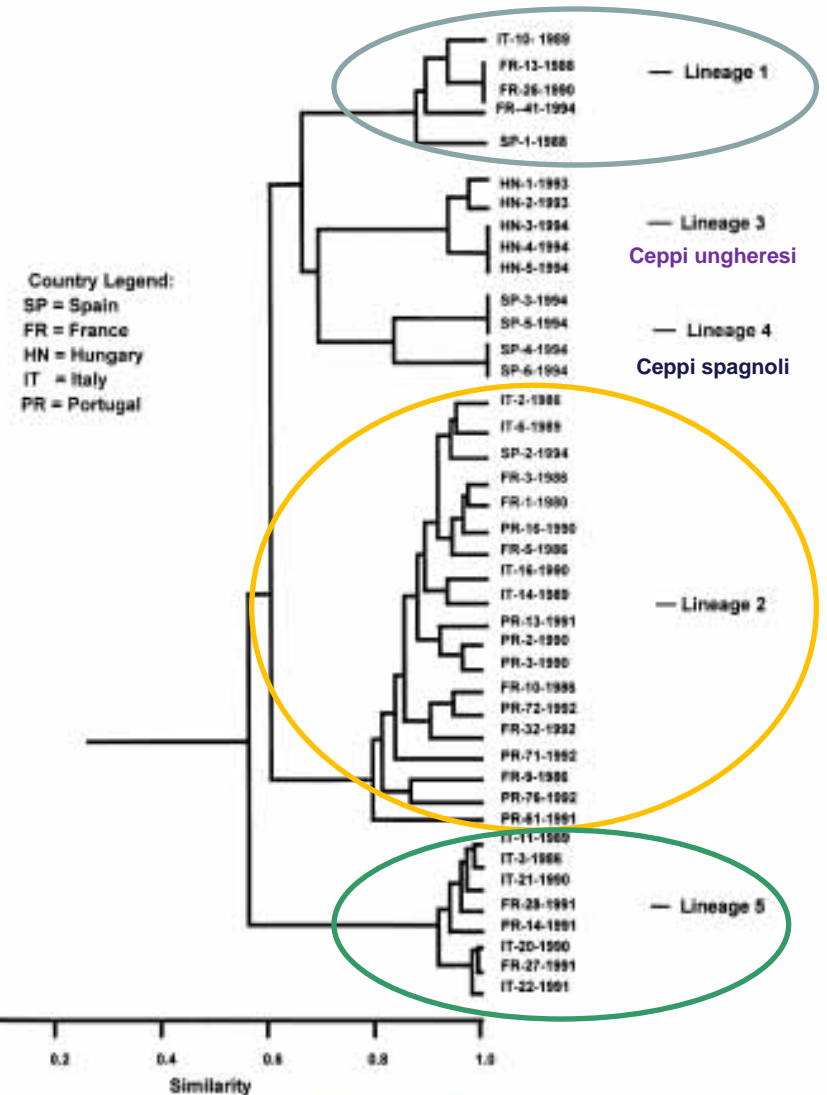 IT-10- 1989
FR-13-1988
FR-26-1990
FR--41-1994
SP-1-1988
Lineage 1
HN-1-1993
HN-2-1993
HN-3-1994
HN-4-1994
HN-5-1994
Lineage 3
Ceppi ungheresi
Country Legend:
SP = Spain
FR = France
HN = Hungary
IT = Italy
PR = Portugal
SP-3-1994
SP-5-1994
SP-4-1994
SP-6-1994
Lineage 4
Ceppi spagnoli
IT-2-1986
IT-6-1989
SP-2-1994
FR-3-1986
FR-1-1980
PR-16-1990
FR-5-1986
IT-16-1990
IT-14-1989
PR-13-1991
PR-2-1990
PR-3-1990
FR-10-1986
PR-72-1992
FR-32-1992
PR-71-1992
FR-9-1986
PR-76-1992
PR-61-1991
Lineage 2
IT-11-1989
IT-3-1986
IT-21-1990
FR-28-1991
PR-14-1991
IT-20-1990
FR-27-1991
IT-22-1991
Lineage 5
0.2 0.4 0.6 0.8 1.0
Similarity